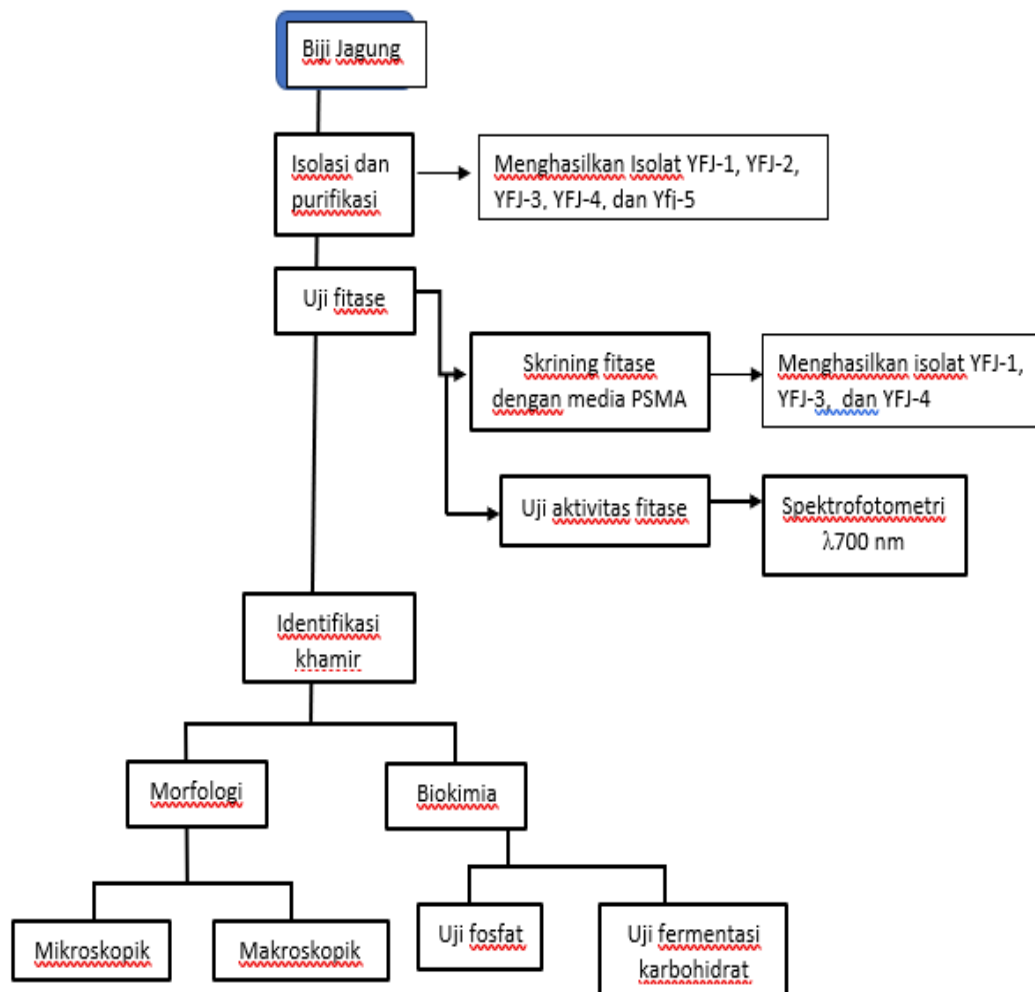 Biji Jagung
Isolasi dan
purifikasi
Menghasilkan Isolat YFJ-1, YFJ-2,
YFJ-3, YFJ-4, dan Yfj-5
Uji fitase
Skrining fitase
dengan media PSMA
Menghasilkan isolat YFJ-1,
YFJ-3, dan YFJ-4
Uji aktivitas fitase
Spektrofotometri
λ700 nm
Identifikasi
khamir
Morfologi
Biokimia
Mikroskopik
Makroskopik
Uji fosfat
Uji fermentasi
karbohidrat